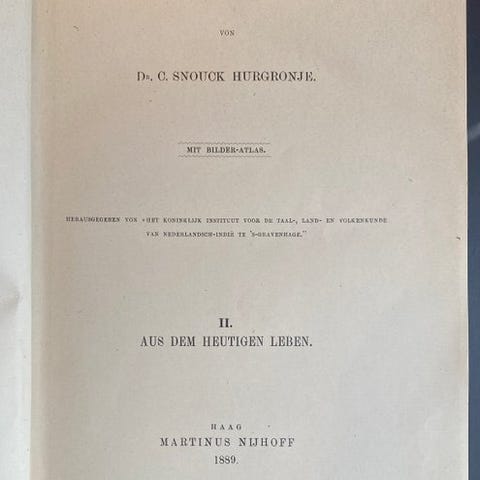 VON
Dr. C. SNOUCK HURGRONJE.
MIT BILDER-ATLAS.
HERAUSGEGEBEN VON »HET KONINKLIJK INSTITUUT VOOR DE TAAL-, LAND- EN VOLKENKUNDE
VAN NEDERLANDSCH-INDIË TE 'S-GRAVENHAGE."
II.
AUS DEM HEUTIGEN LEBEN.
HAAG
MARTINUS NIJHOFF
1889.